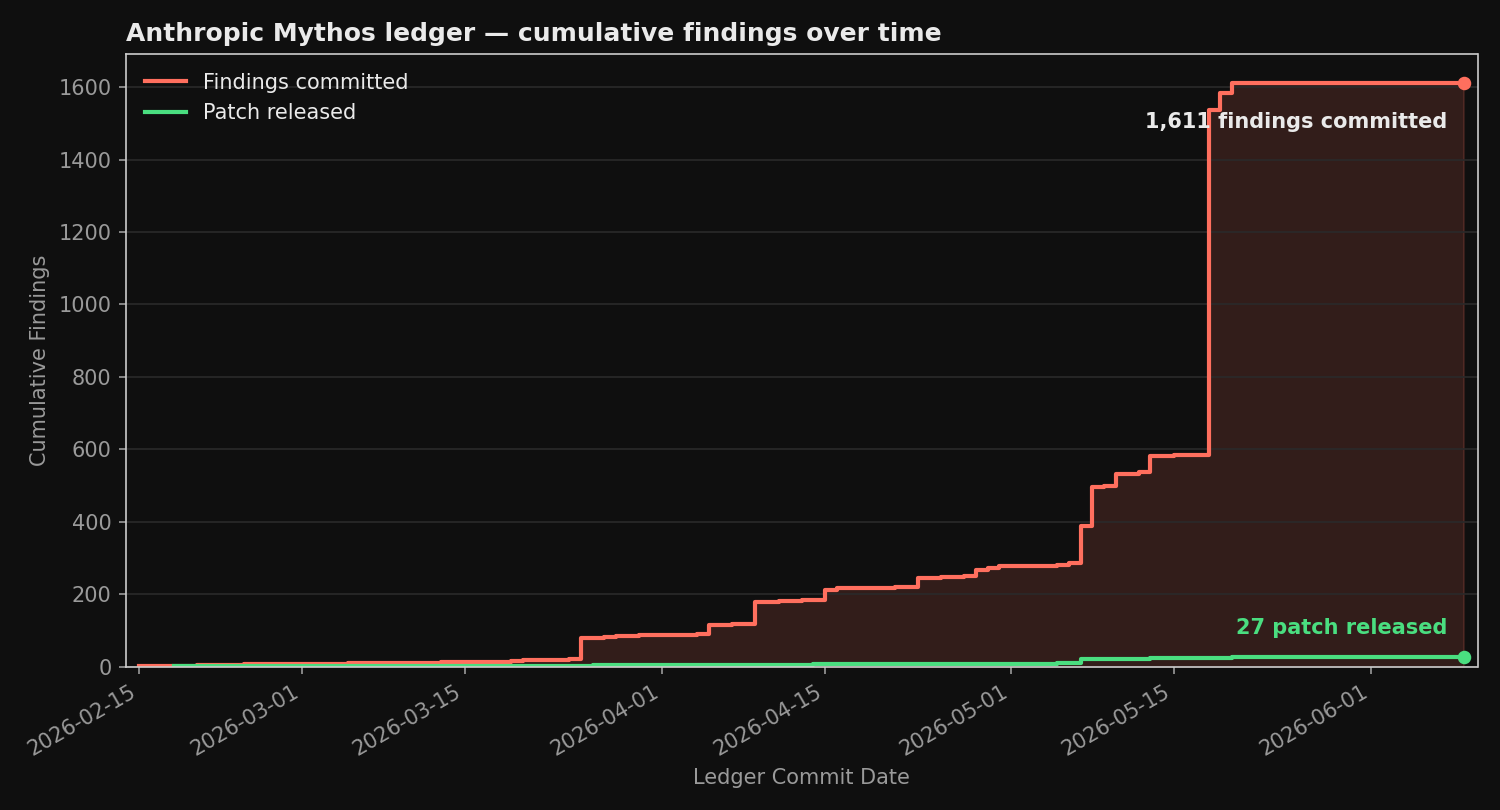 Anthropic Mythos ledger — cumulative findings over time
Findings committed
Patch released
1600
1400
1200
1000
800
600
400
200
0
Cumulative Findings
1,611 findings committed
27 patch released
2026-02-15
2026-03-01
2026-03-15
2026-04-01
2026-04-15
2026-05-01
2026-05-15
2026-06-01
Ledger Commit Date